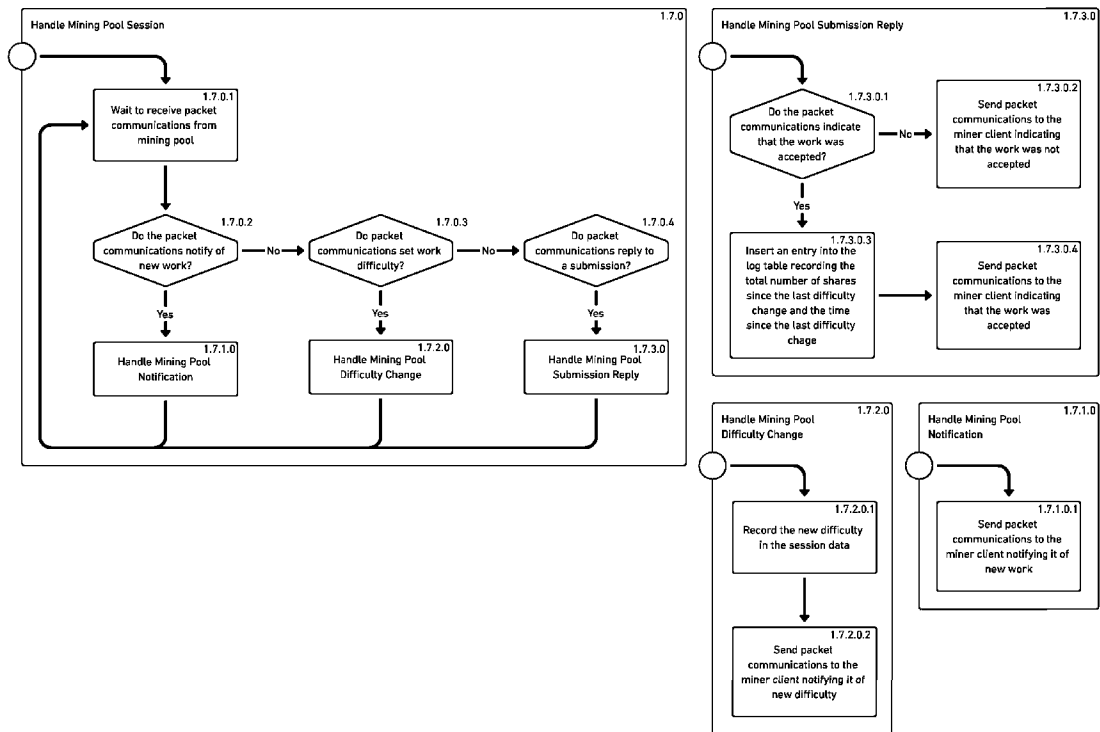 Handle Mining Pool Session
1.7.0
1.7.0.1
Wait to receive packet
communications from
mining pool
1.7.0.2
Do the packet
communications notify of
new work?
No
1.7.0.3
Do packet
communications set work
difficulty?
No
1.7.0.4
Do packet
communications reply to
a submission?
Yes
Yes
Yes
1.7.1.0
Handle Mining Pool
Notification
1.7.2.0
Handle Mining Pool
Difficulty Change
1.7.3.0
Handle Mining Pool
Submission Reply
Handle Mining Pool Submission Reply
1.7.3.0
1.7.3.0.1
Do the packet
communications indicate
that the work was
accepted?
No
1.7.3.0.2
Send packet
communications to the
miner client indicating
that the work was not
accepted
Yes
1.7.3.0.3
Insert an entry into the
log table recording the
total number of shares
since the last difficulty
change and the time
since the last difficulty
chage
1.7.3.0.4
Send packet
communications to the
miner client indicating
that the work was
accepted
Handle Mining Pool
Difficulty Change
1.7.2.0
1.7.2.0.1
Record the new difficulty
in the session data
1.7.2.0.2
Send packet
communications to the
miner client notifying it of
new difficulty
Handle Mining Pool
Notification
1.7.1.0
1.7.1.0.1
Send packet
communications to the
miner client notifying it of
new work